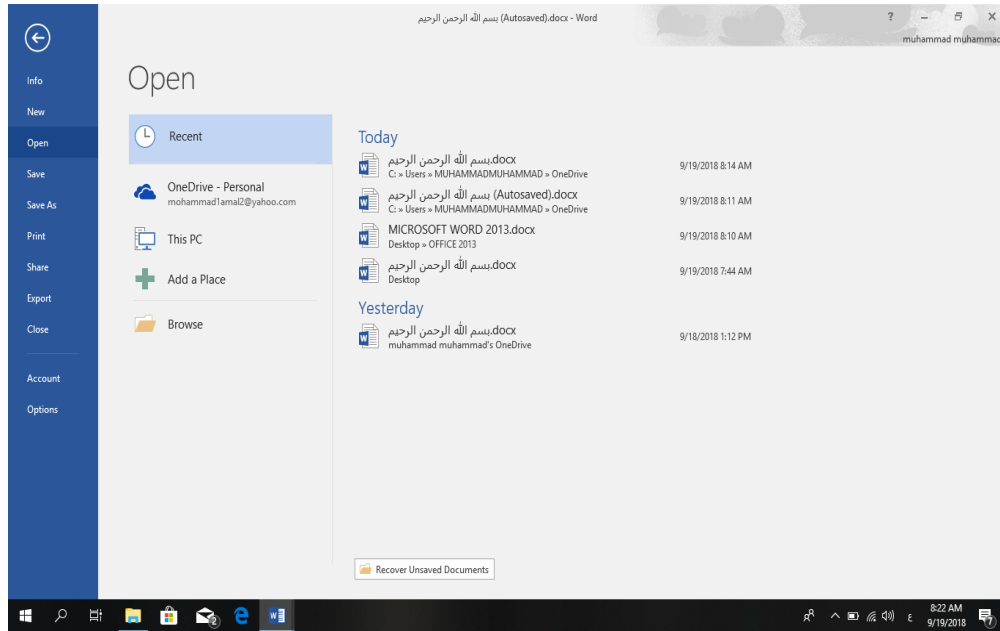 بسم الله الرحمن الرحيم (Autosaved).docx - Word
?
muhammad muhammad
Info
New
Open
Save
Save As
Print
Share
Export
Close
Account
Options
Open
Recent
OneDrive - Personal
mohammad1amal2@yahoo.com
This PC
Add a Place
Browse
Today
بسم الله الرحمن الرحيم.docx
C: » Users » MUHAMMADMUHAMMAD » OneDrive
9/19/2018 8:14 AM
بسم الله الرحمن الرحيم (Autosaved).docx
C: » Users » MUHAMMADMUHAMMAD » OneDrive
9/19/2018 8:11 AM
MICROSOFT WORD 2013.docx
Desktop » OFFICE 2013
9/19/2018 8:10 AM
بسم الله الرحمن الرحيم.docx
Desktop
9/19/2018 7:44 AM
Yesterday
بسم الله الرحمن الرحيم.docx
muhammad muhammad's OneDrive
9/18/2018 1:12 PM
Recover Unsaved Documents
2
ع
8:22 AM
9/19/2018
7